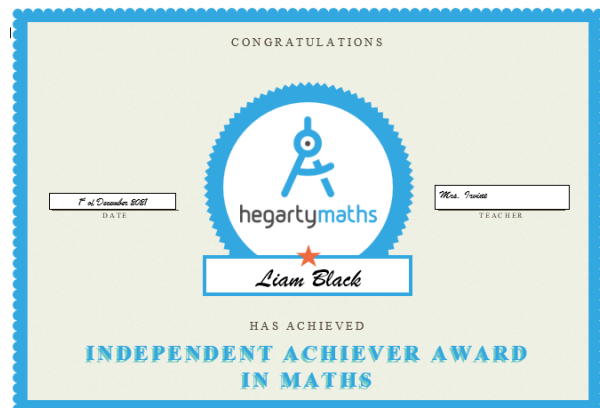 CONGRATULATIONS
hegartymaths
1st of December 2021
DATE
Mrs. Irvine
TEACHER
Liam Black
HAS ACHIEVED
INDEPENDENT ACHIEVER AWARD
IN MATHS